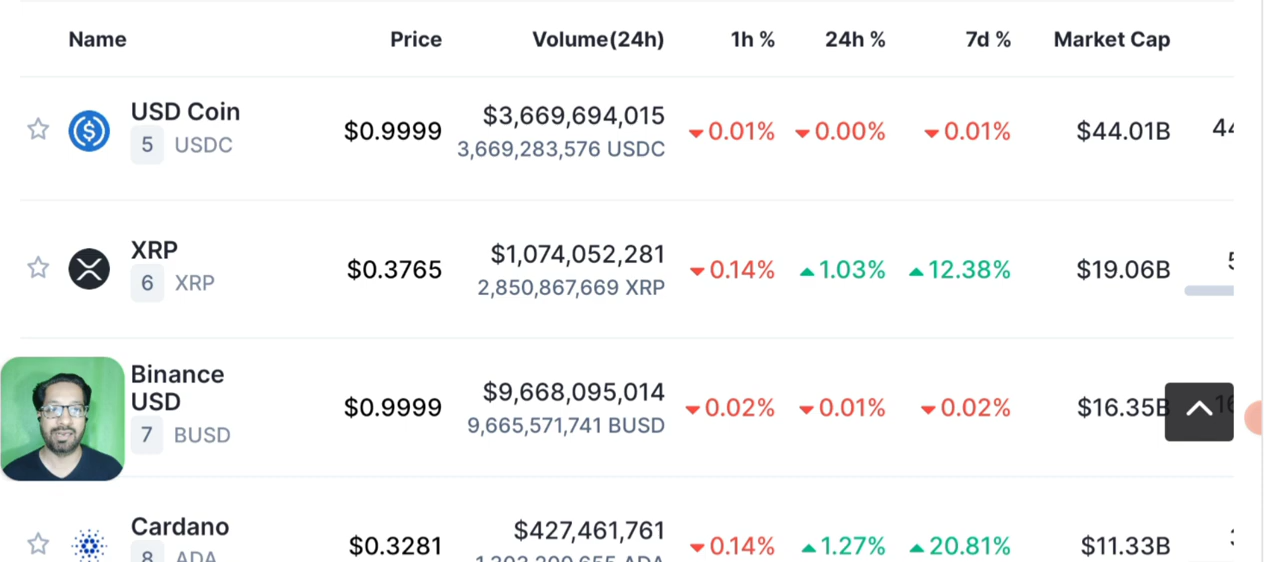 Name Price Volume(24h) 1h % 24h % 7d % Market Cap
USD Coin
5 USDC
$0.9999
$3,669,694,015
3,669,283,576 USDC
0.01% 0.00% 0.01% $44.01B
XRP
6 XRP
$0.3765
$1,074,052,281
2,850,867,669 XRP
0.14% 1.03% 12.38% $19.06B
Binance
USD
7 BUSD
$0.9999
$9,668,095,014
9,665,571,741 BUSD
0.02% 0.01% 0.02% $16.35B
Cardano
8 ADA
$0.3281
$427,461,761
0.14% 1.27% 20.81% $11.33B